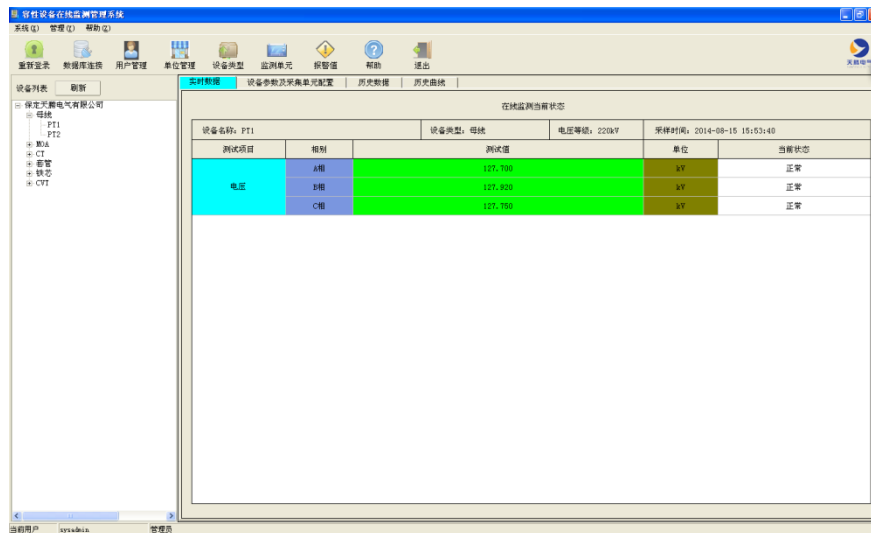 容性设备在线监测管理系统
系统(X) 管理(Y) 帮助(Z)
重新登录 数据库连接 用户管理 单位管理 设备类型 监测单元 报警值 帮助 退出
天腾电气
设备列表 刷新
实时数据 设备参数及采集单元配置 历史数据 历史曲线
保定天腾电气有限公司
母线
PT1
PT2
MOA
CT
套管
铁芯
CVT
在线监测当前状态
设备名称: PT1 设备类型: 母线 电压等级: 220kV 采样时间: 2014-08-15 15:53:40
测试项目 相别 测试值 单位 当前状态
电压
A相 127.700 kV 正常
B相 127.920 kV 正常
C相 127.750 kV 正常
当前用户 sysadmin 管理员